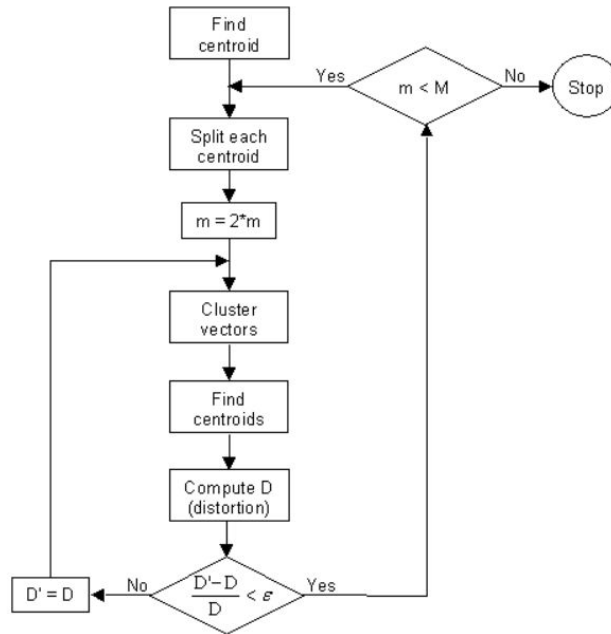 Find
centroid
Yes
m < M
No
Stop
Split each
centroid
m = 2*m
Cluster
vectors
Find
centroids
Compute D
(distortion)
D' = D
No
D'−D
D
< ε
Yes